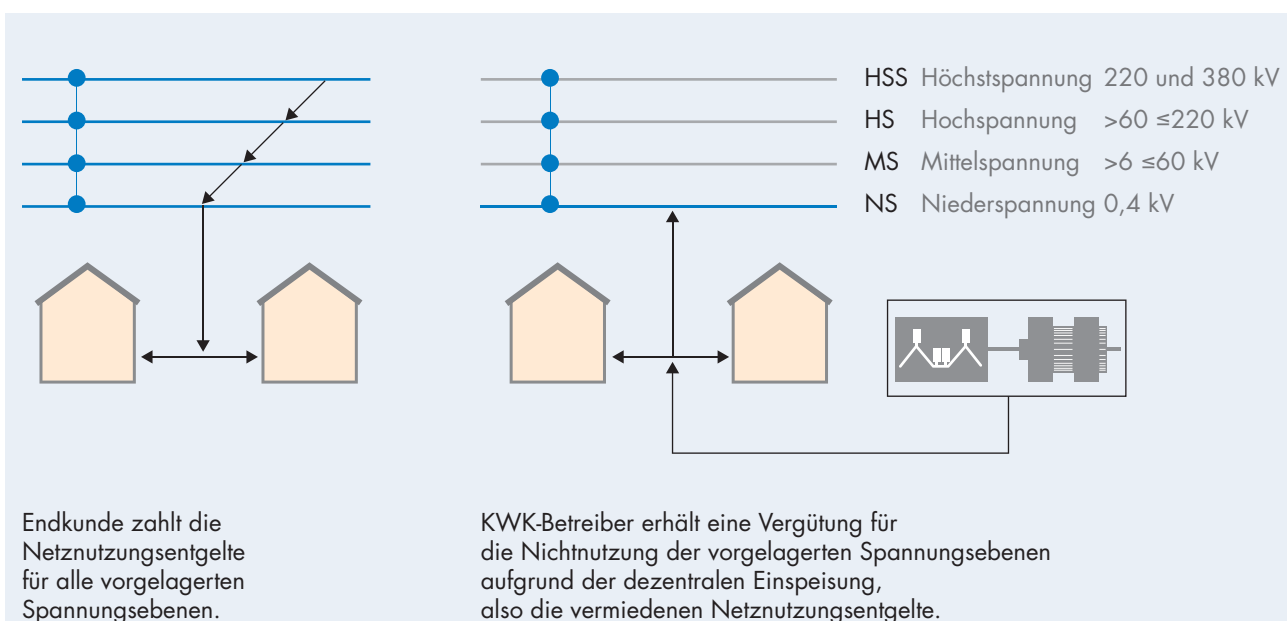 HSS Höchstspannung 220 und 380 kV
HS Hochspannung >60 ≤220 kV
MS Mittelspannung >6 ≤60 kV
NS Niederspannung 0,4 kV
Endkunde zahlt die
Netznutzungsentgelte
für alle vorgelagerten
Spannungsebenen.
KWK-Betreiber erhält eine Vergütung für
die Nichtnutzung der vorgelagerten Spannungsebenen
aufgrund der dezentralen Einspeisung,
also die vermiedenen Netznutzungsentgelte.